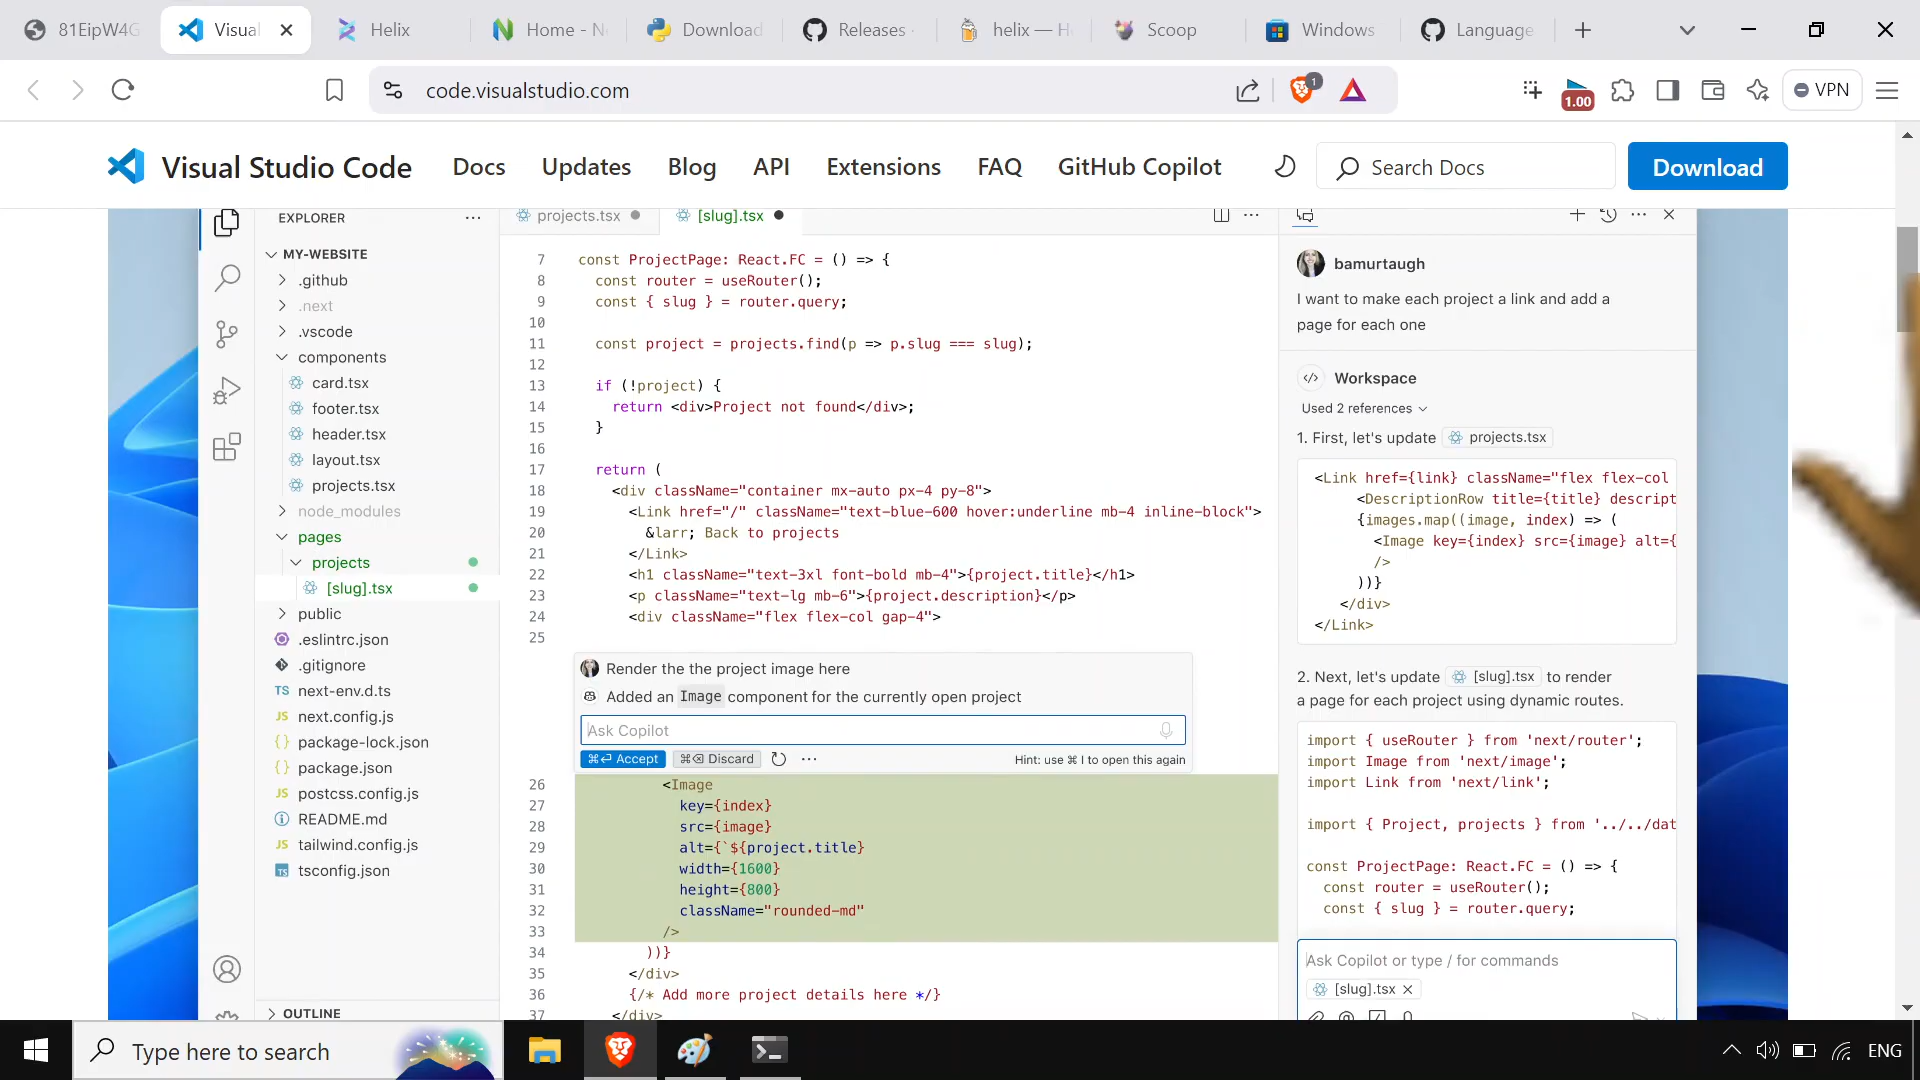 81EipW4G
Visual
Helix
Home - N
Download
Releases
helix — H
Scoop
Windows
Language
code.visualstudio.com
1
1.00
VPN
Visual Studio Code
Docs
Updates
Blog
API
Extensions
FAQ
GitHub Copilot
Search Docs
Download
EXPLORER
MY-WEBSITE
.github
.next
.vscode
components
card.tsx
footer.tsx
header.tsx
layout.tsx
projects.tsx
node_modules
pages
projects
[slug].tsx
public
.eslintrc.json
.gitignore
TS next-env.d.ts
JS next.config.js
{} package-lock.json
{} package.json
JS postcss.config.js
README.md
JS tailwind.config.js
TS tsconfig.json
OUTLINE
projects.tsx
[slug].tsx
7 const ProjectPage: React.FC = () => {
8 const router = useRouter();
9 const { slug } = router.query;
10
11 const project = projects.find(p => p.slug === slug);
12
13 if (!project) {
14 return <div>Project not found</div>;
15 }
16
17 return (
18 <div className="container mx-auto px-4 py-8">
19 <Link href="/" className="text-blue-600 hover:underline mb-4 inline-block">
20 &larr; Back to projects
21 </Link>
22 <h1 className="text-3xl font-bold mb-4">{project.title}</h1>
23 <p className="text-lg mb-6">{project.description}</p>
24 <div className="flex flex-col gap-4">
25
Render the the project image here
Added an Image component for the currently open project
Ask Copilot
⌘⏎ Accept
⌘⌫ Discard
Hint: use ⌘ I to open this again
26 <Image
27 key={index}
28 src={image}
29 alt={`${project.title}
30 width={1600}
31 height={800}
32 className="rounded-md"
33 />
34 ))}
35 </div>
36 {/* Add more project details here */}
37 </div>
bamurtaugh
I want to make each project a link and add a
page for each one
Workspace
Used 2 references
1. First, let's update projects.tsx
<Link href={link} className="flex flex-col
<DescriptionRow title={title} descript
{images.map((image, index) => (
<Image key={index} src={image} alt={
/>
))}
</div>
</Link>
2. Next, let's update [slug].tsx to render
a page for each project using dynamic routes.
import { useRouter } from 'next/router';
import Image from 'next/image';
import Link from 'next/link';
import { Project, projects } from '../../dat
const ProjectPage: React.FC = () => {
const router = useRouter();
const { slug } = router.query;
Ask Copilot or type / for commands
[slug].tsx
Type here to search
ENG